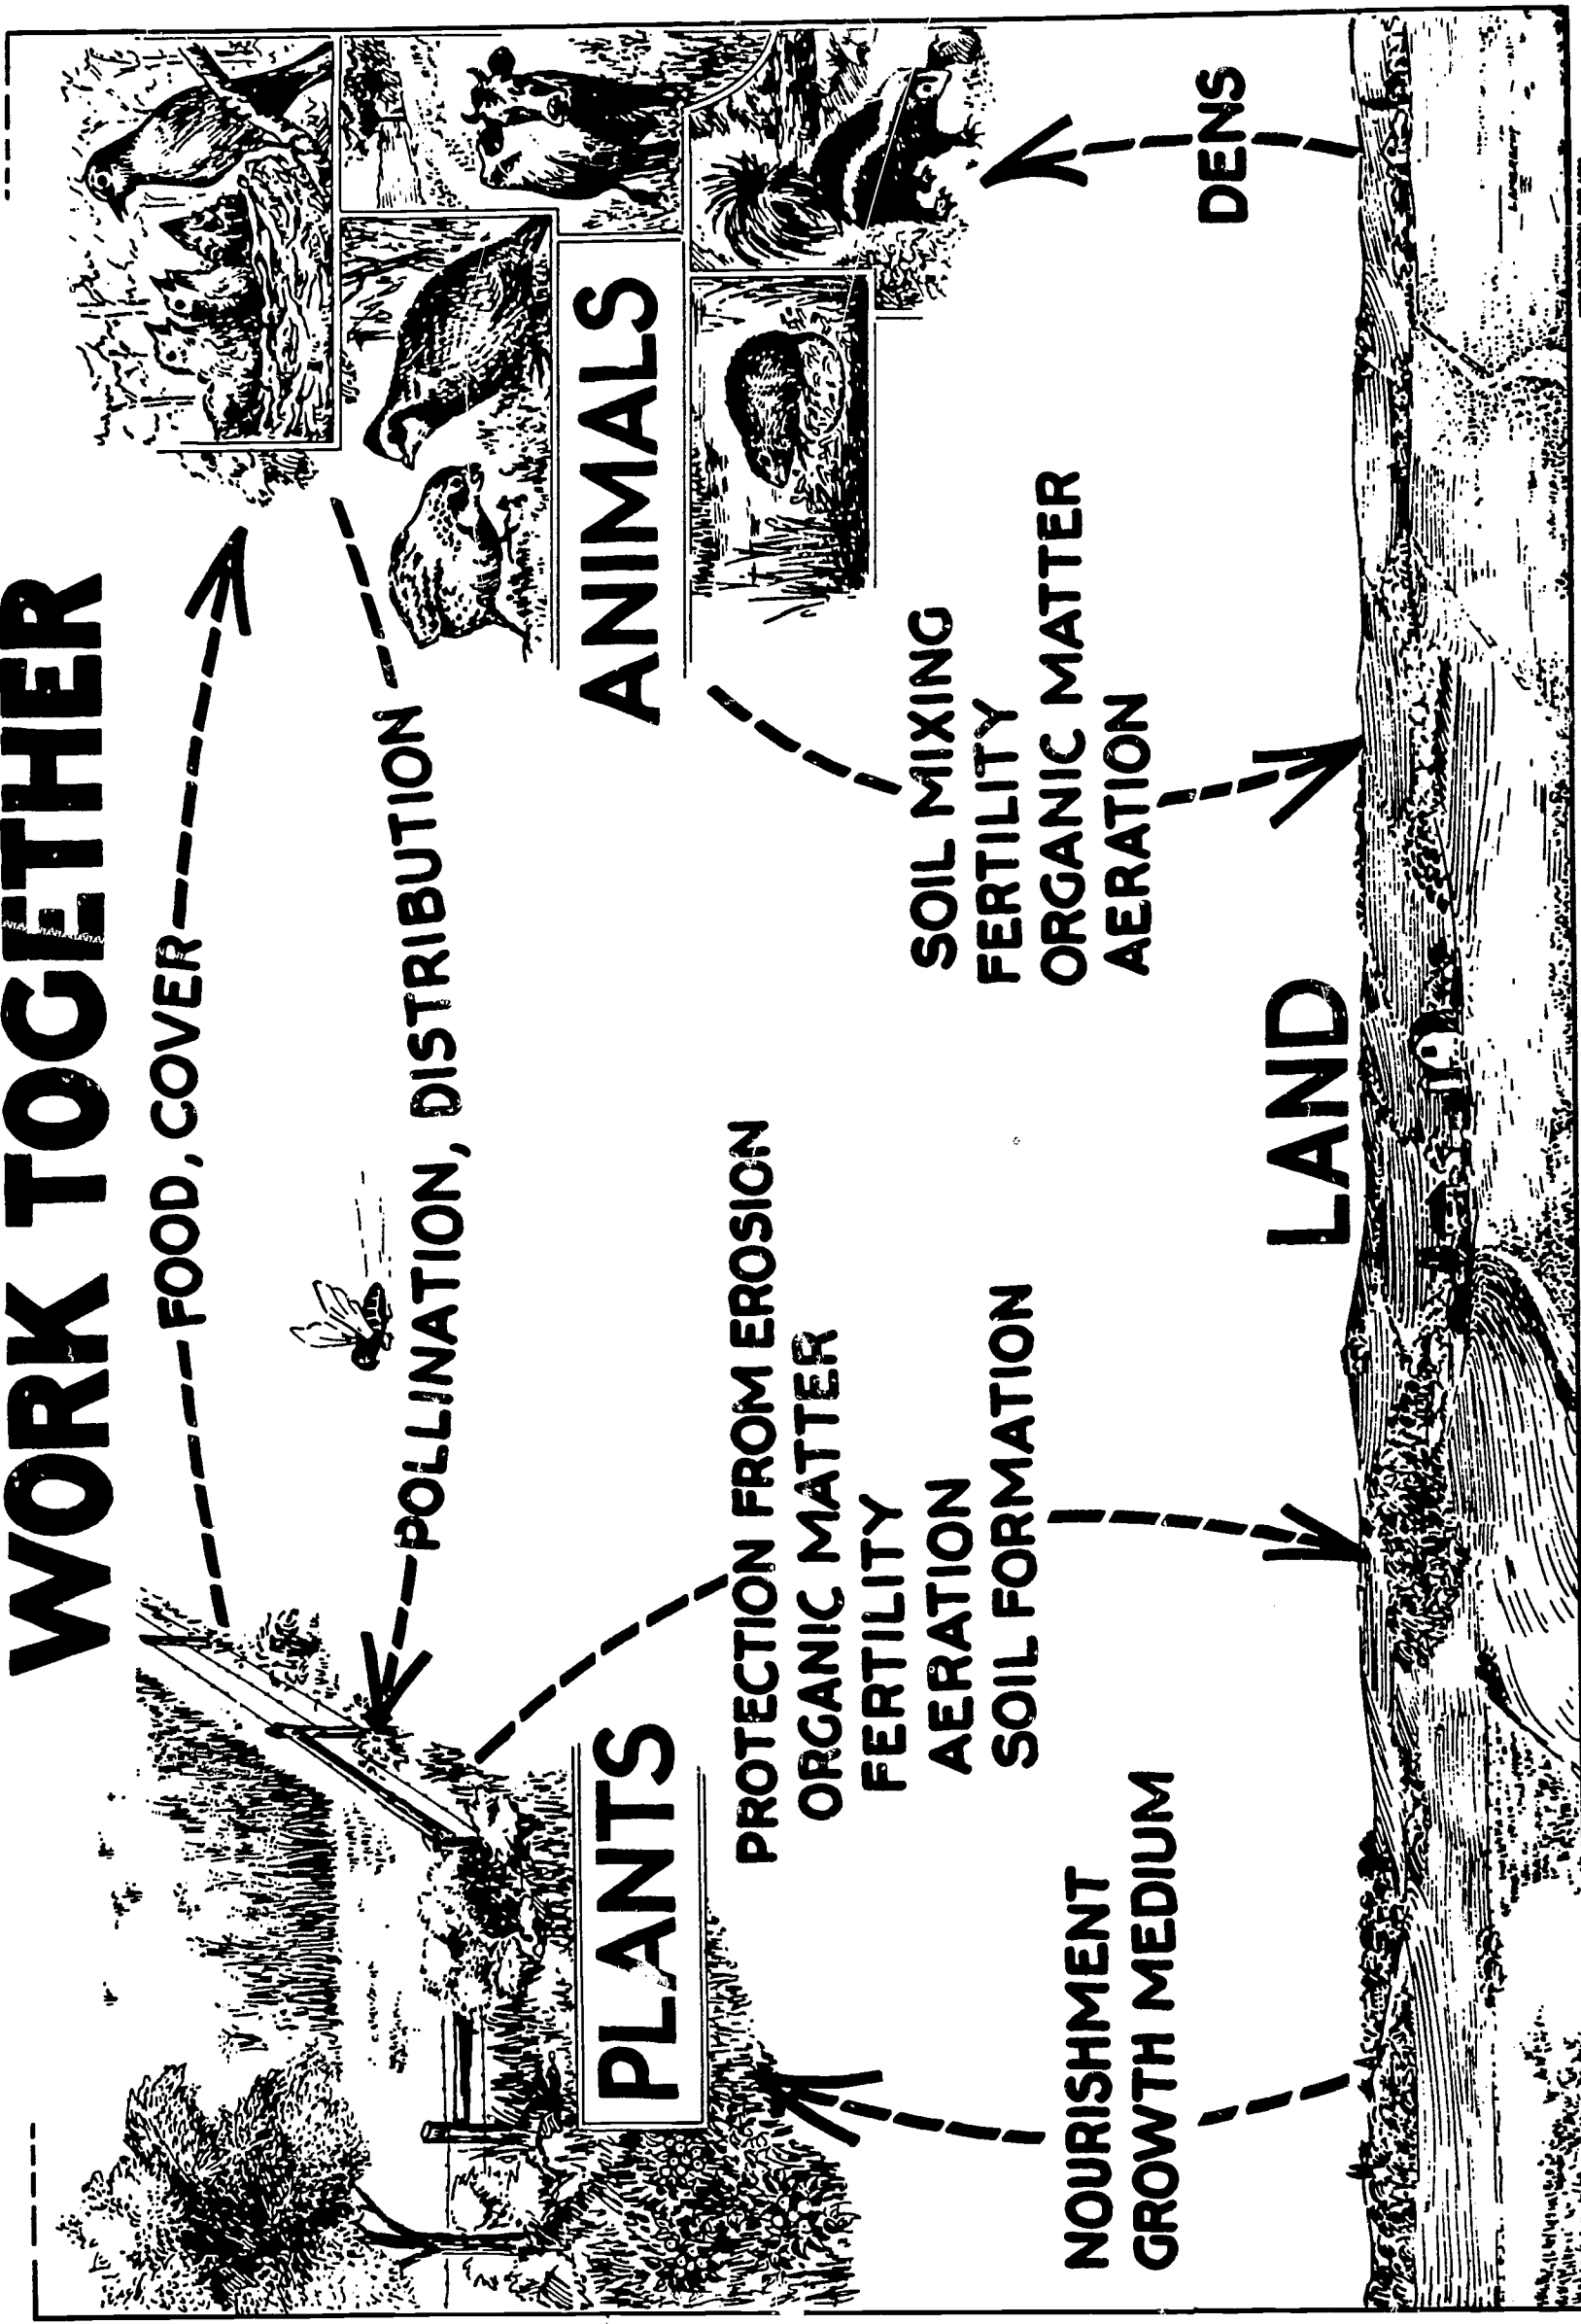 WORK TOGETHER
FOOD, COVER
POLLINATION, DISTRIBUTION
PLANTS
ANIMALS
PROTECTION FROM EROSION
ORGANIC MATTER
FERTILITY
AERATION
SOIL FORMATION
SOIL MIXING
FERTILITY
ORGANIC MATTER
AERATION
NOURISHMENT
GROWTH MEDIUM
DENS
LAND